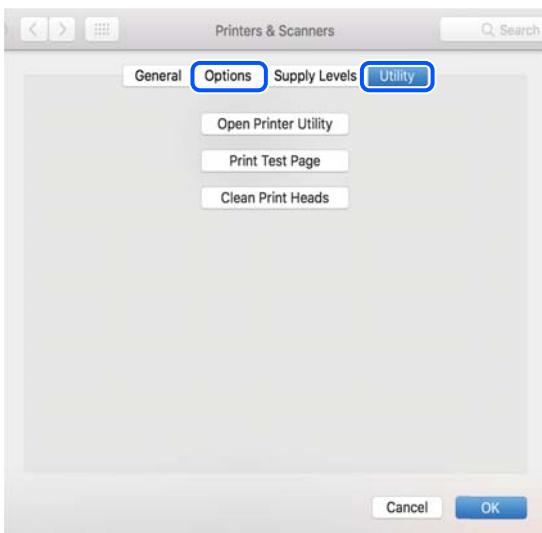 Printers & Scanners Search
General Options Supply Levels Utility
Open Printer Utility
Print Test Page
Clean Print Heads
Cancel OK